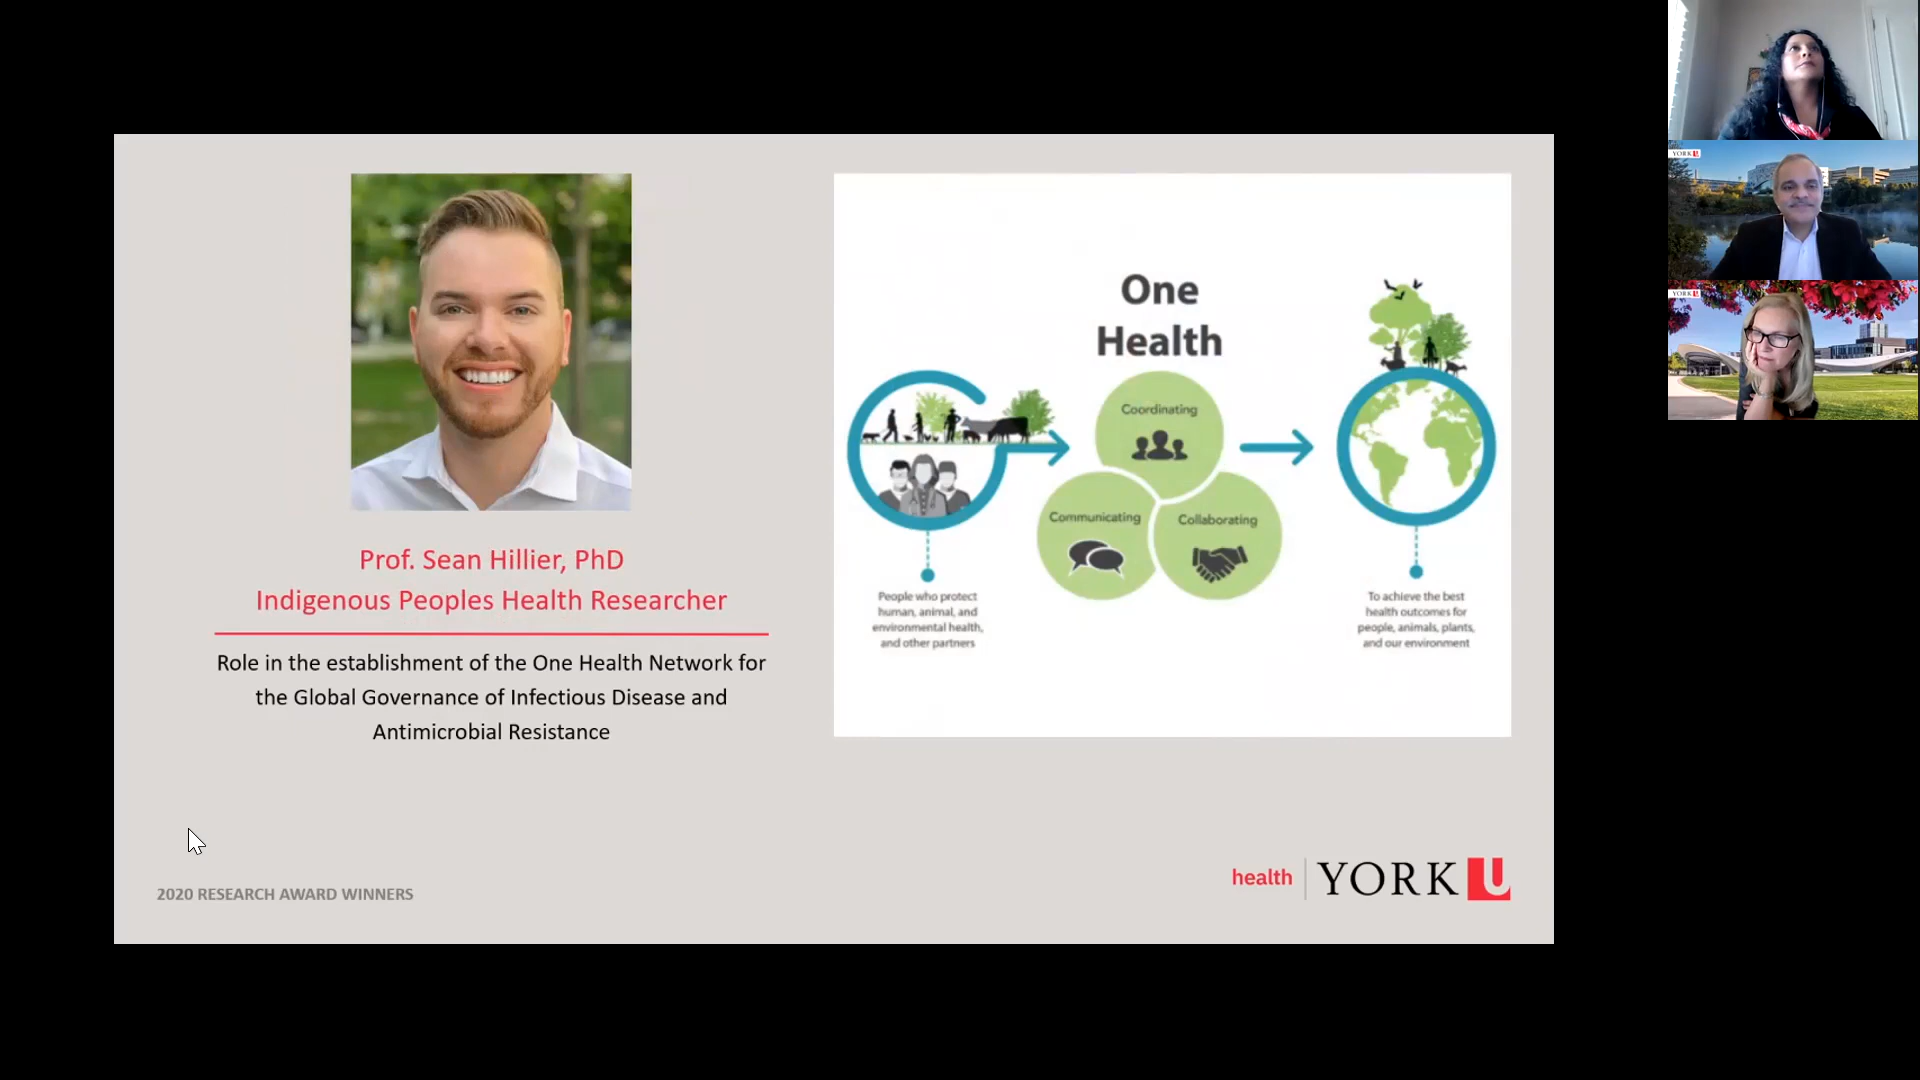 Prof. Sean Hillier, PhD
Indigenous Peoples Health Researcher
Role in the establishment of the One Health Network for
the Global Governance of Infectious Disease and
Antimicrobial Resistance
2020 RESEARCH AWARD WINNERS
One
Health
Coordinating
Communicating
Collaborating
People who protect
human, animal, and
environmental health,
and other partners
To achieve the best
health outcomes for
people, animals, plants,
and our environment
health
YORK U
YORK U
YORK U